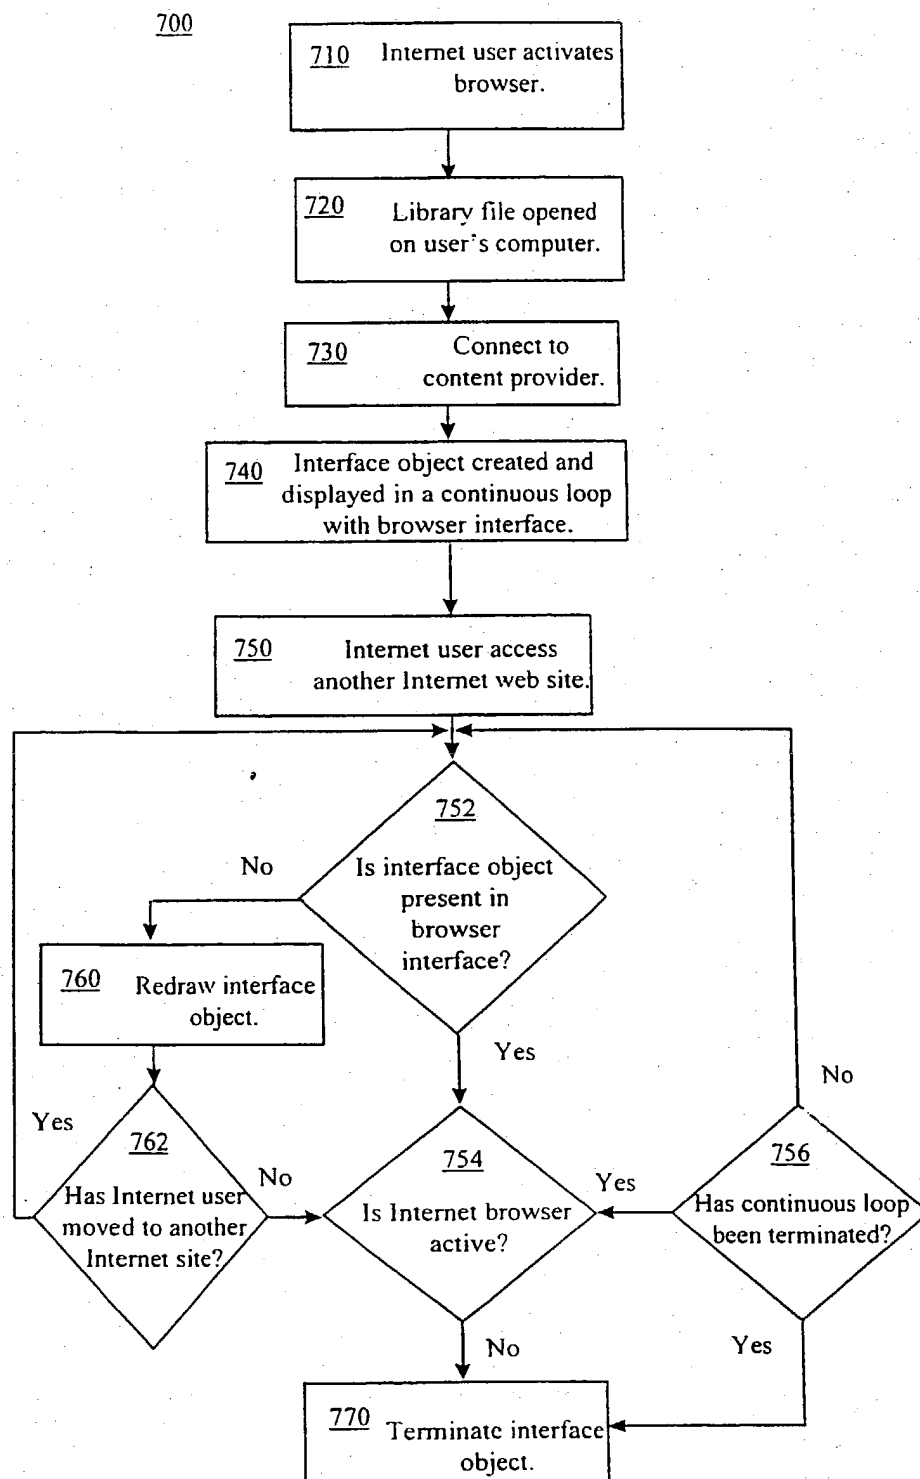 700
710 Internet user activates
browser.
720 Library file opened
on user's computer.
730 Connect to
content provider.
740 Interface object created and
displayed in a continuous loop
with browser interface.
750 Internet user access
another Internet web site.
752
No
Is interface object
present in
browser
interface?
760 Redraw interface
object.
Yes
No
Yes
762
754
756
No
Yes
Has Internet user
moved to another
Internet site?
Is Internet browser
active?
Has continuous loop
been terminated?
No
Yes
770 Terminate interface
object.